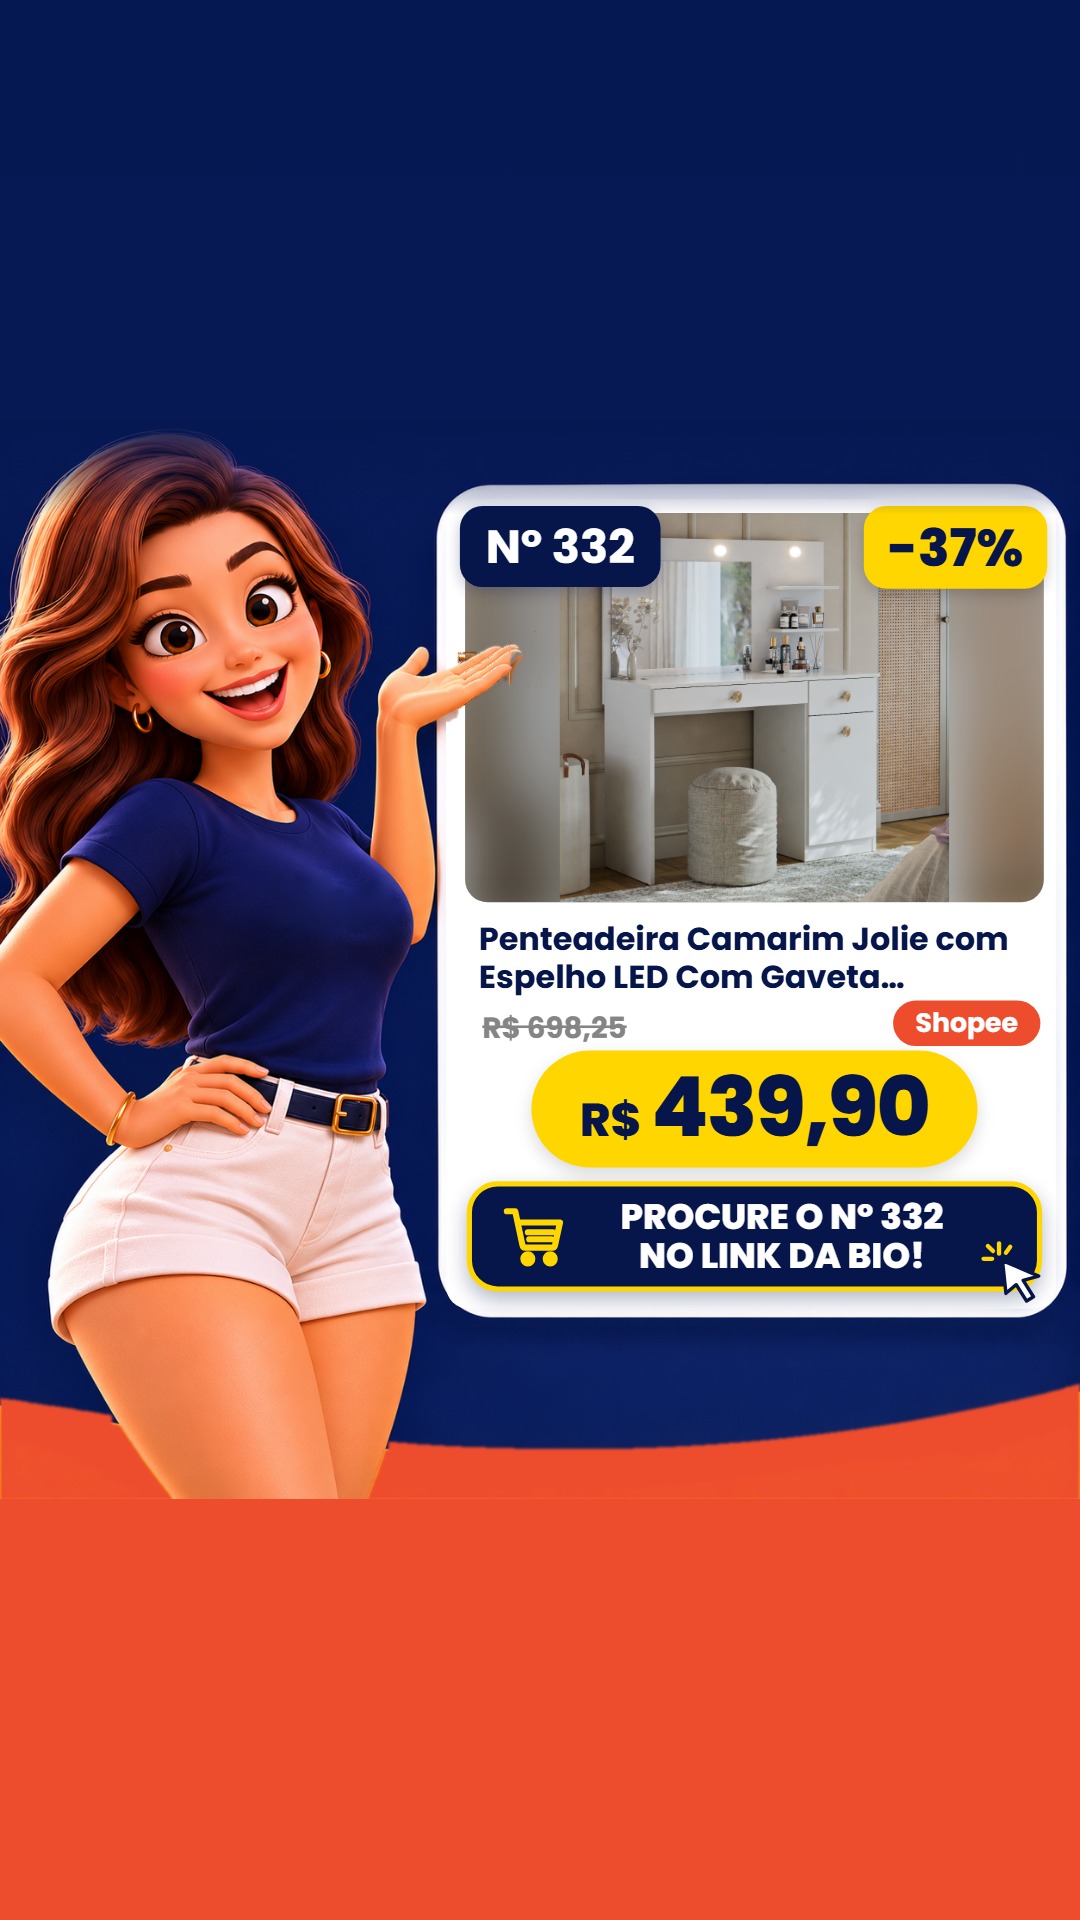 Nº 332
-37%
Penteadeira Camarim Jolie com
Espelho LED Com Gaveta...
R$ 698,25
Shopee
R$ 439,90
PROCURE O Nº 332
NO LINK DA BIO!